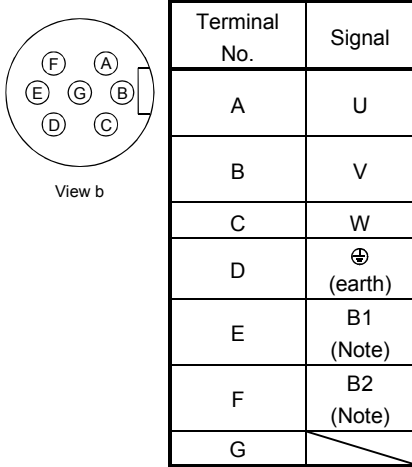 F A
E G B
D C
View b
Terminal No. Signal
A U
B V
C W
D ⏚ (earth)
E B1 (Note)
F B2 (Note)
G